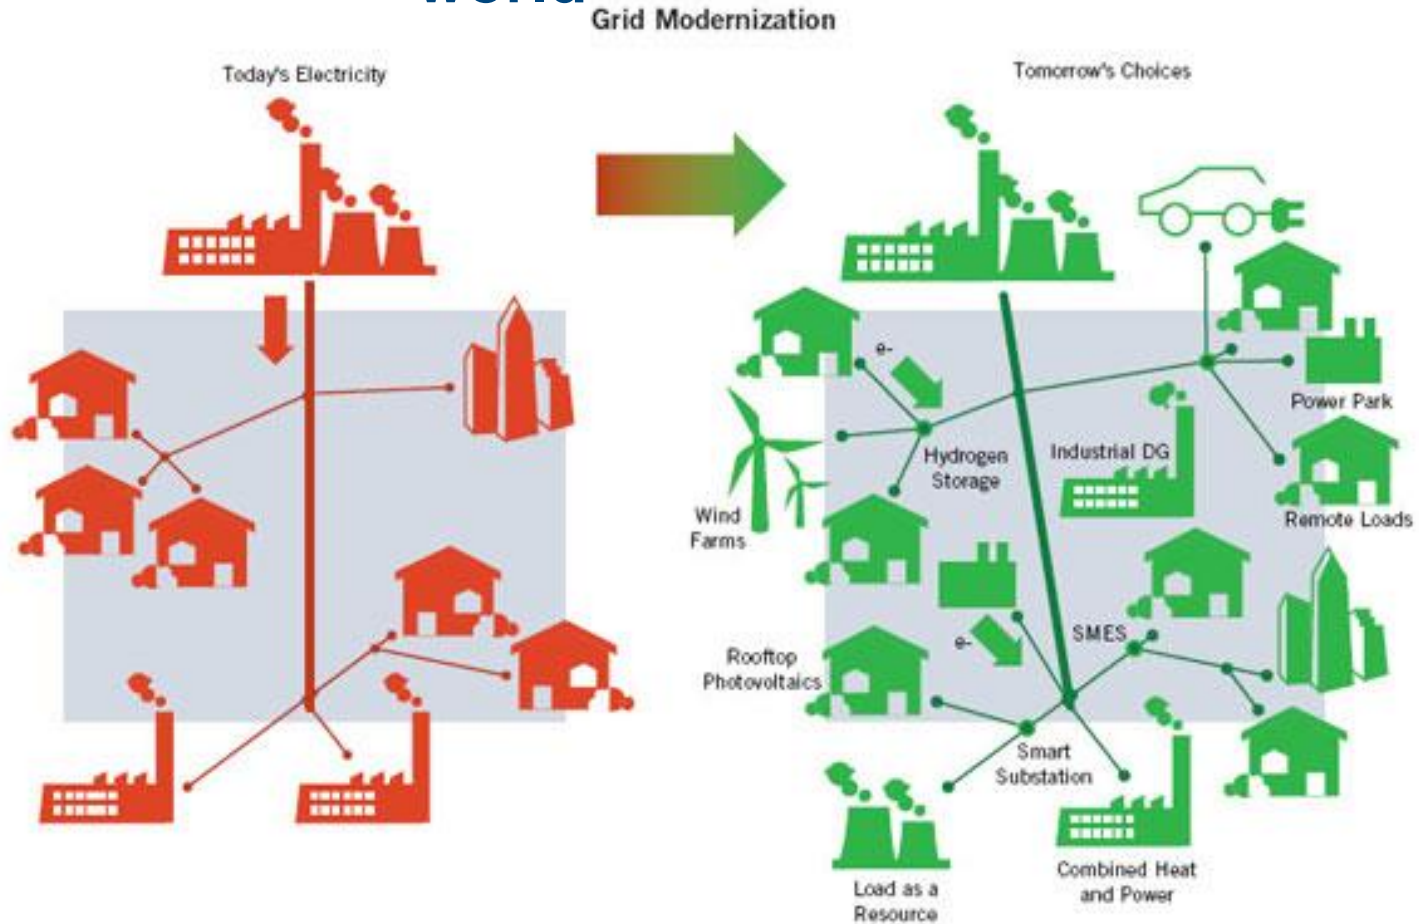 world
Grid Modernization
Today's Electricity
Tomorrow's Choices
e-
Power Park
Hydrogen
Storage
Industrial DG
Wind
Farms
Remote Loads
SMES
e-
Rooftop
Photovoltaics
Smart
Substation
Combined Heat
and Power
Load as a
Resource